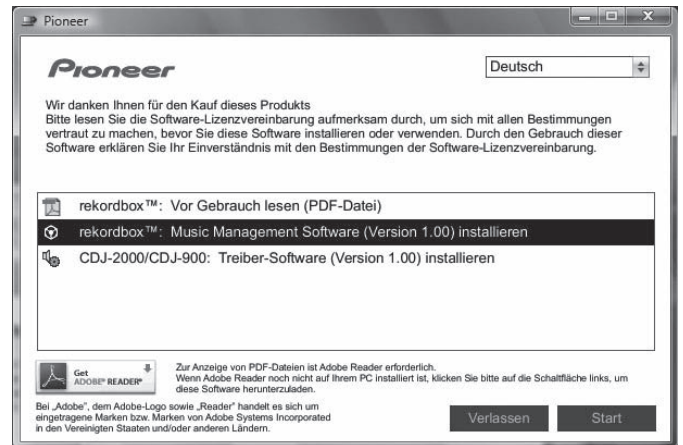 Pioneer
Pioneer
Deutsch
Wir danken Ihnen für den Kauf dieses Produkts
Bitte lesen Sie die Software-Lizenzvereinbarung aufmerksam durch, um sich mit allen Bestimmungen
vertraut zu machen, bevor Sie diese Software installieren oder verwenden. Durch den Gebrauch dieser
Software erklären Sie Ihr Einverständnis mit den Bestimmungen der Software-Lizenzvereinbarung.
rekordbox™: Vor Gebrauch lesen (PDF-Datei)
rekordbox™: Music Management Software (Version 1.00) installieren
CDJ-2000/CDJ-900: Treiber-Software (Version 1.00) installieren
Get
ADOBE® READER®
Zur Anzeige von PDF-Dateien ist Adobe Reader erforderlich.
Wenn Adobe Reader noch nicht auf Ihrem PC installiert ist, klicken Sie bitte auf die Schaltfläche links, um
diese Software herunterzuladen.
Bei „Adobe", dem Adobe-Logo sowie „Reader" handelt es sich um
eingetragene Marken bzw. Marken von Adobe Systems Incorporated
in den Vereinigten Staaten und/oder anderen Ländern.
Verlassen
Start